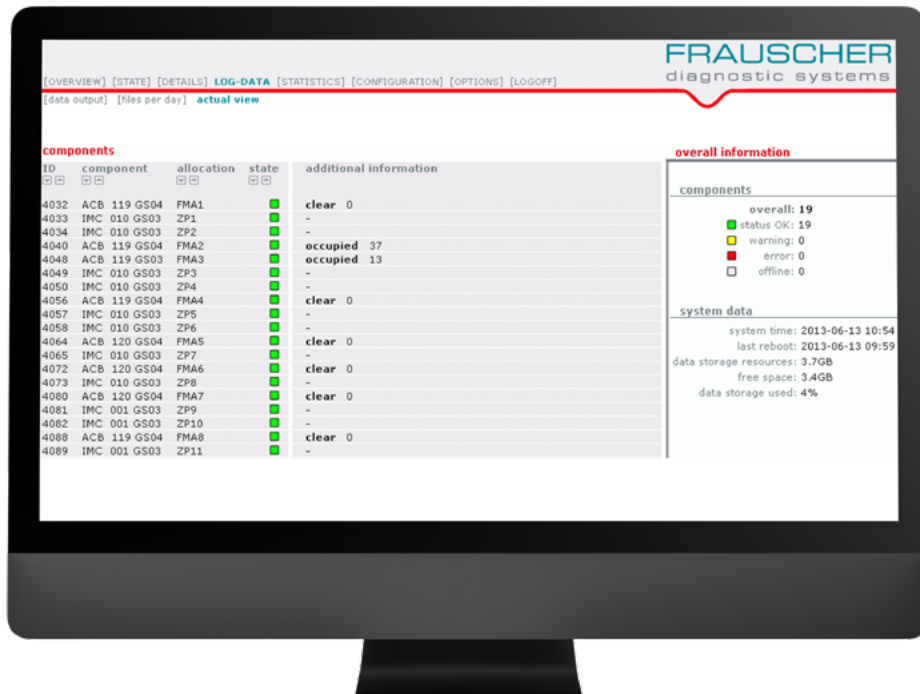 FRAUSCHER
diagnostic systems
[OVERVIEW] [STATE] [DETAILS] LOG-DATA [STATISTICS] [CONFIGURATION] [OPTIONS] [LOGOFF]
[data output] [files per day] actual view
components
ID component allocation state additional information
4032 ACB 119 GS04 FMA1 clear 0
4033 IMC 010 GS03 ZP1 -
4034 IMC 010 GS03 ZP2 -
4040 ACB 119 GS04 FMA2 occupied 37
4048 ACB 119 GS04 FMA3 occupied 13
4049 IMC 010 GS03 ZP3 -
4050 IMC 010 GS03 ZP4 -
4056 ACB 119 GS04 FMA4 clear 0
4057 IMC 010 GS03 ZP5 -
4058 IMC 010 GS03 ZP6 -
4064 ACB 120 GS04 FMA5 clear 0
4065 IMC 010 GS03 ZP7 -
4072 ACB 120 GS04 FMA6 clear 0
4073 IMC 010 GS03 ZP8 -
4080 ACB 120 GS04 FMA7 clear 0
4081 IMC 001 GS03 ZP9 -
4082 IMC 001 GS03 ZP10 -
4088 ACB 119 GS04 FMA8 clear 0
4089 IMC 001 GS03 ZP11 -
overall information
components
overall: 19
status OK: 19
warning: 0
error: 0
offline: 0
system data
system time: 2013-06-13 10:54
last reboot: 2013-06-13 09:59
data storage resources: 3.7GB
free space: 3.4GB
data storage used: 4%